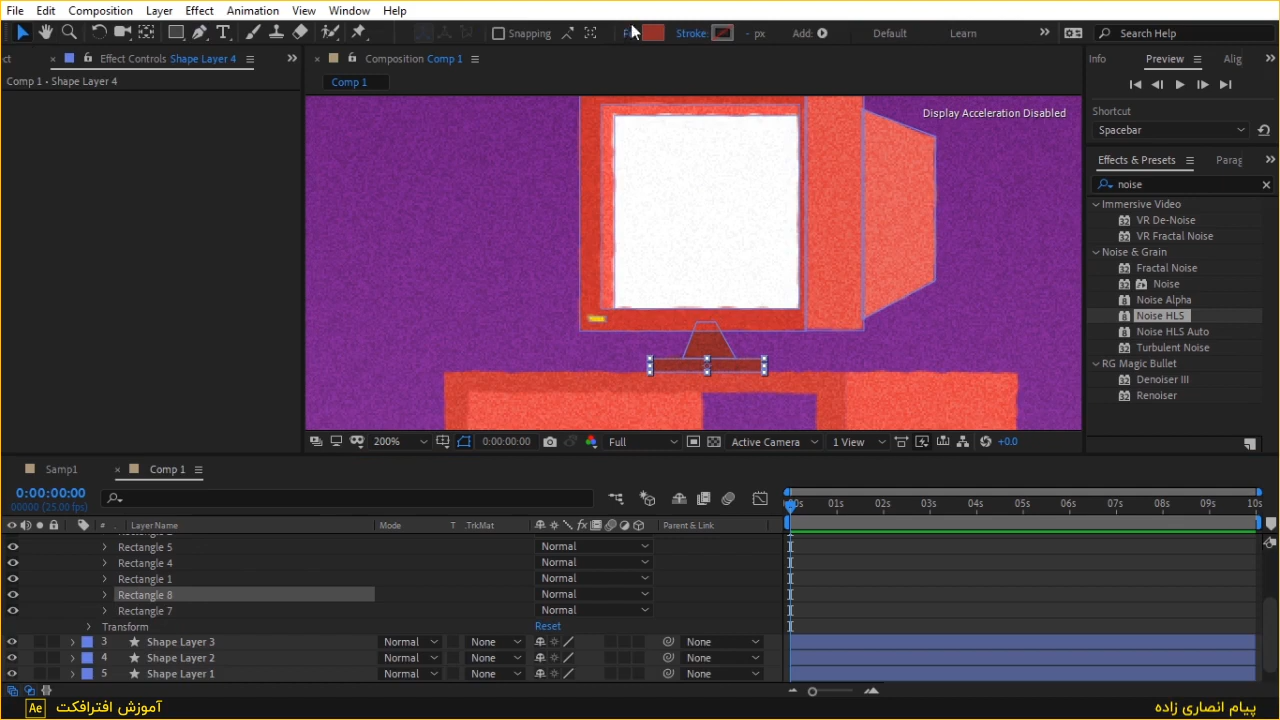 File Edit Composition Layer Effect Animation View Window Help
Snapping Stroke: - px Add: Default Learn Search Help
Effect Controls Shape Layer 4 Composition Comp 1 Info Preview
Comp 1 • Shape Layer 4 Comp 1
Display Acceleration Disabled
Shortcut
Spacebar
Effects & Presets
noise
Immersive Video
VR De-Noise
VR Fractal Noise
Noise & Grain
Fractal Noise
Noise
Noise Alpha
Noise HLS
Noise HLS Auto
Turbulent Noise
RG Magic Bullet
Denoiser III
Renoiser
200% 0:00:00:00 Full Active Camera 1 View +0.0
Samp1 Comp 1
0:00:00:00
00000 (25.00 fps)
01s 02s 03s 04s 05s 06s 07s 08s 09s 10s
# Layer Name Mode T .TrkMat Parent & Link
Rectangle 5 Normal
Rectangle 4 Normal
Rectangle 1 Normal
Rectangle 8 Normal
Rectangle 7 Normal
Transform Reset
3 Shape Layer 3 Normal None None
4 Shape Layer 2 Normal None None
5 Shape Layer 1 Normal None None
Ae آموزش افترافکت پیام انصاری زاده